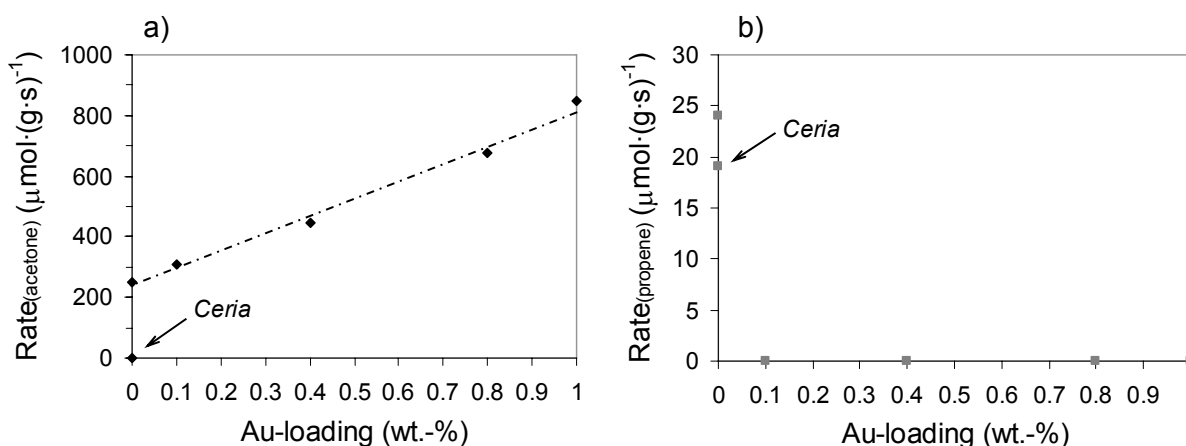 a)
Rate(acetone) (μmol·(g·s)-1)
1000
800
600
400
200
0
Ceria
0 0.1 0.2 0.3 0.4 0.5 0.6 0.7 0.8 0.9 1
Au-loading (wt.-%)
b)
Rate(propene) (μmol·(g·s)-1)
30
25
20
15
10
5
0
Ceria
0 0.1 0.2 0.3 0.4 0.5 0.6 0.7 0.8 0.9
Au-loading (wt.-%)